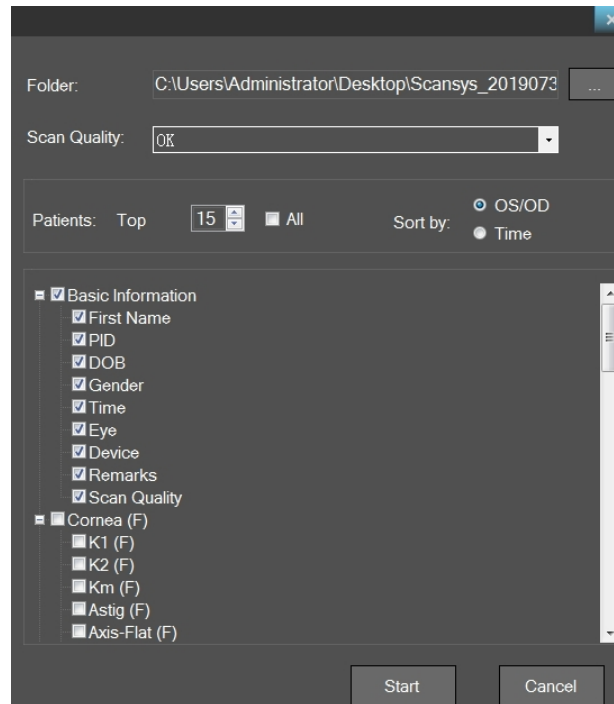 Folder: C:\Users\Administrator\Desktop\Scansys_2019073 ...
Scan Quality: OK
Patients: Top 15 All Sort by: OS/OD
Time
Basic Information
First Name
PID
DOB
Gender
Time
Eye
Device
Remarks
Scan Quality
Cornea (F)
K1 (F)
K2 (F)
Km (F)
Astig (F)
Axis-Flat (F)
Start Cancel